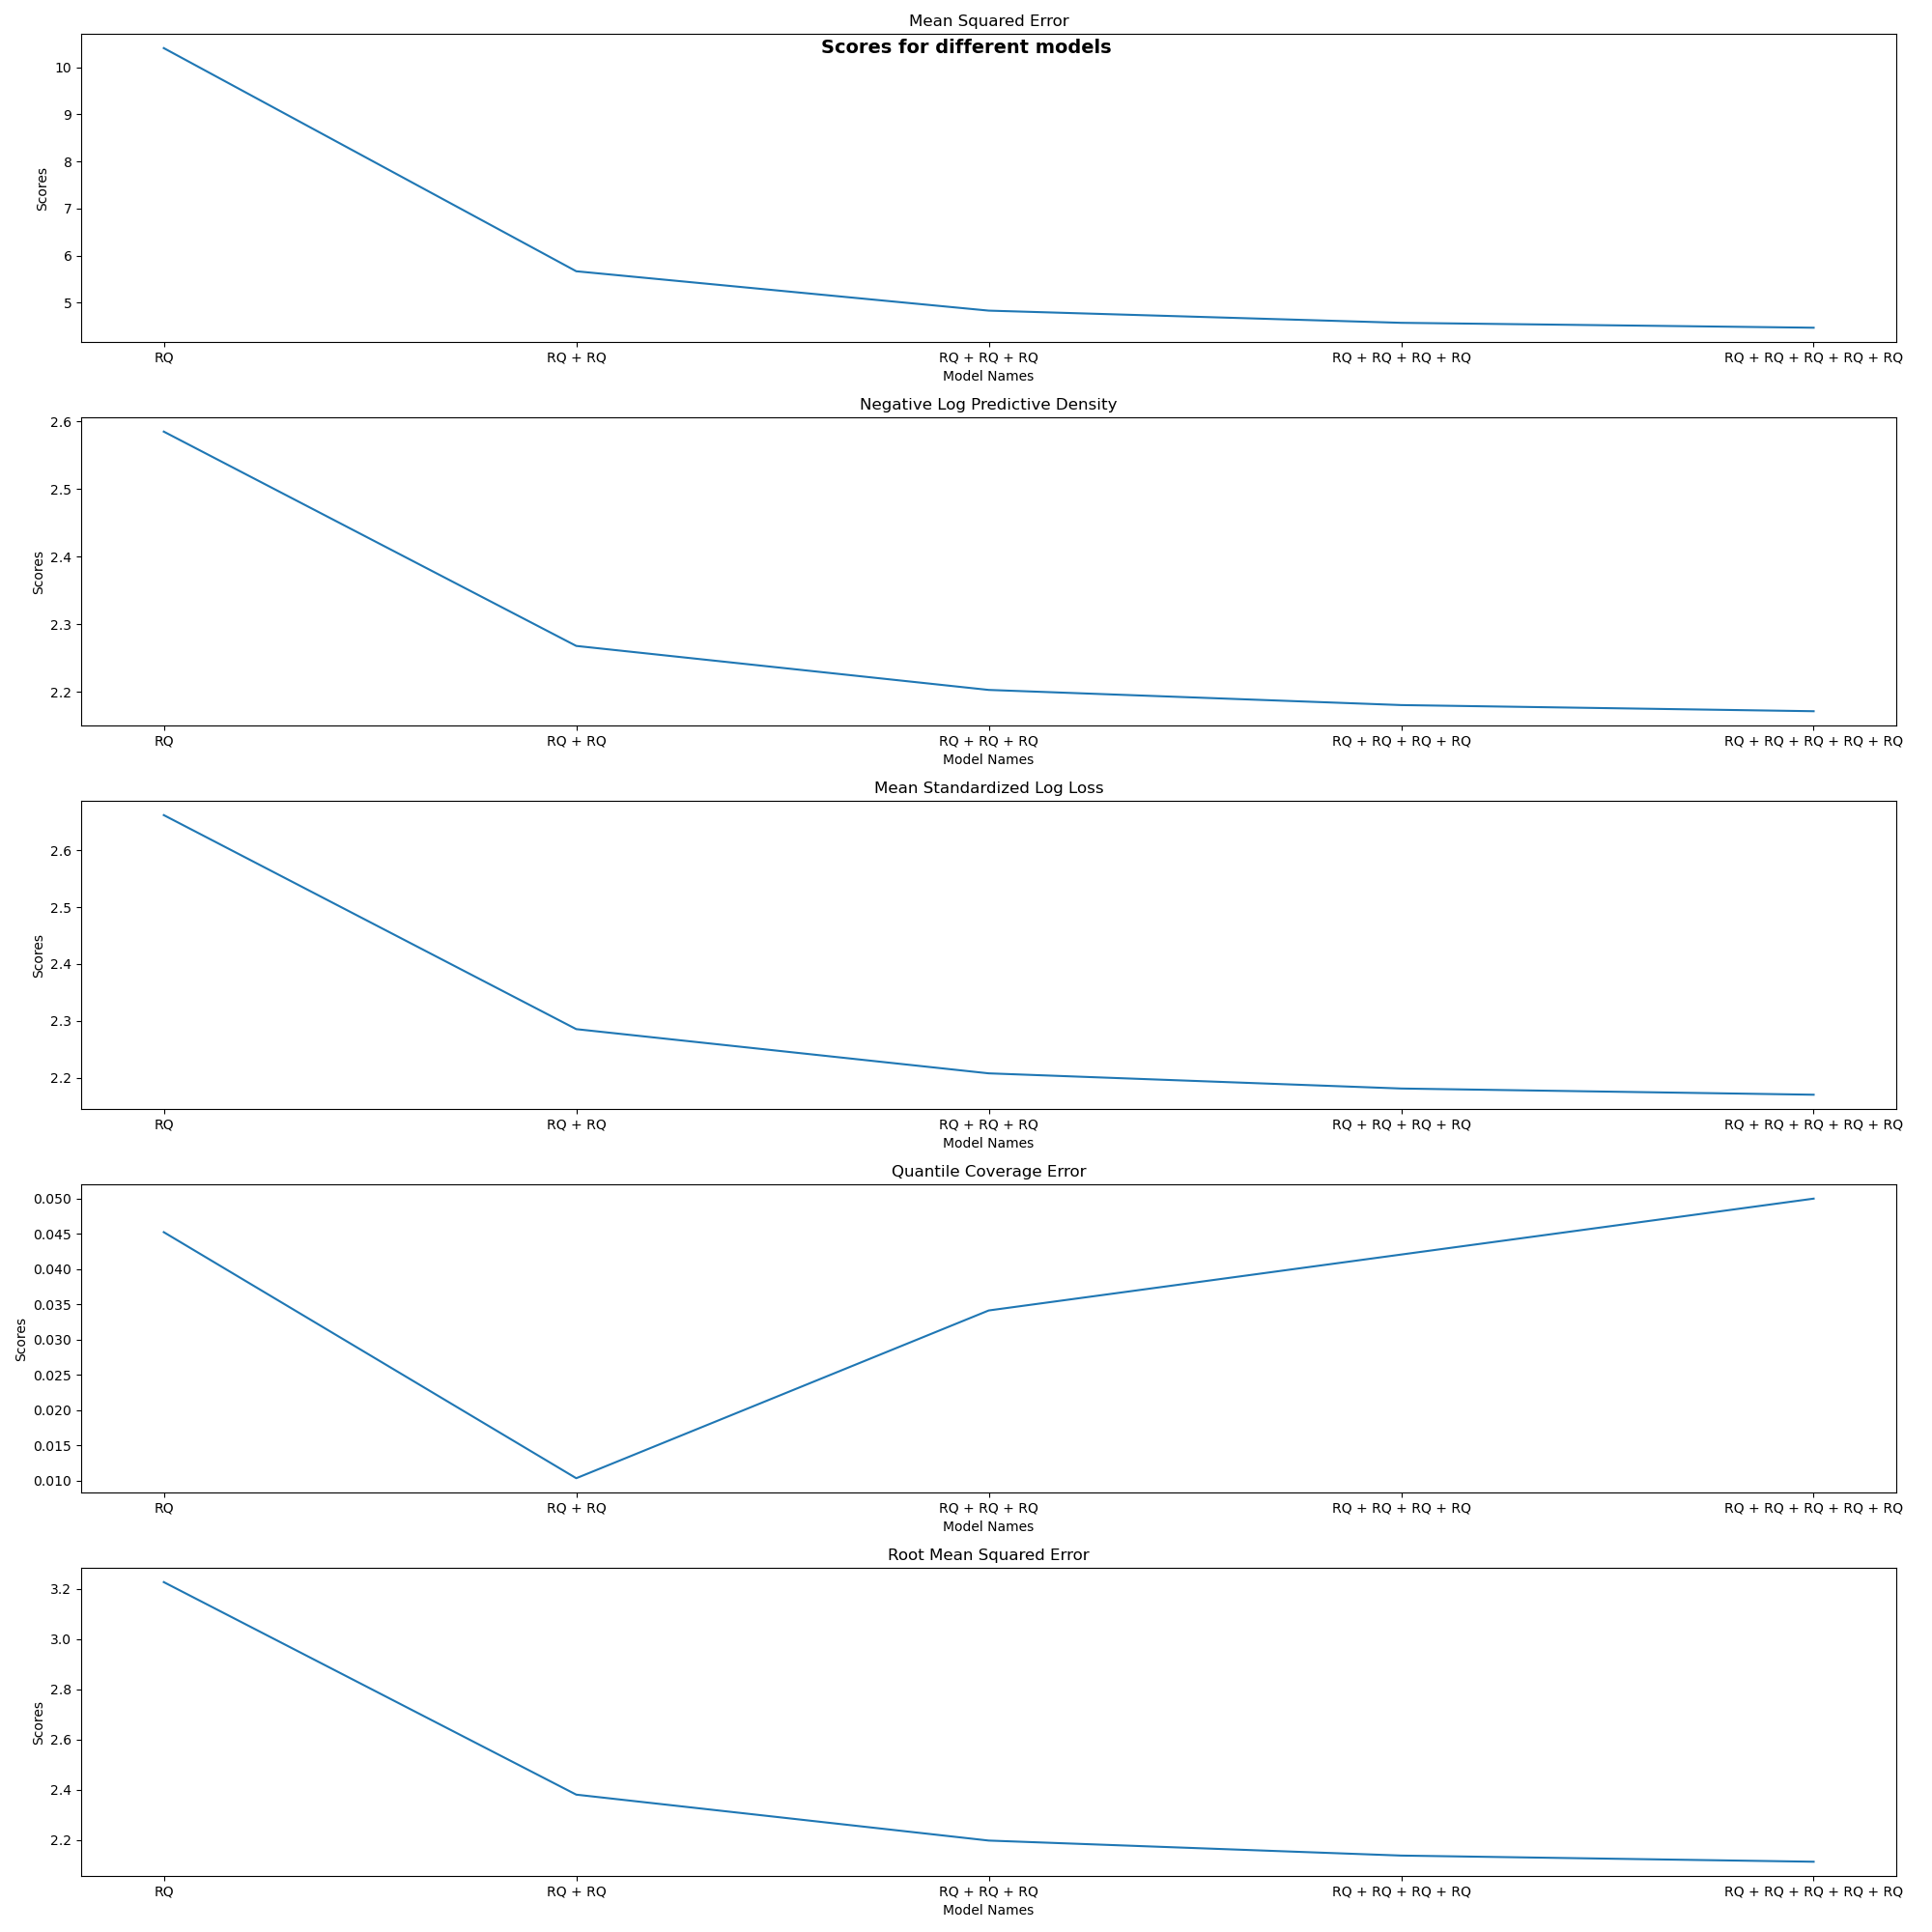 Mean Squared Error
Scores for different models
10
9
8
7
6
5
Scores
RQ RQ + RQ RQ + RQ + RQ RQ + RQ + RQ + RQ RQ + RQ + RQ + RQ + RQ
Model Names
Negative Log Predictive Density
2.6
2.5
2.4
2.3
2.2
Scores
RQ RQ + RQ RQ + RQ + RQ RQ + RQ + RQ + RQ RQ + RQ + RQ + RQ + RQ
Model Names
Mean Standardized Log Loss
2.6
2.5
2.4
2.3
2.2
Scores
RQ RQ + RQ RQ + RQ + RQ RQ + RQ + RQ + RQ RQ + RQ + RQ + RQ + RQ
Model Names
Quantile Coverage Error
0.050
0.045
0.040
0.035
0.030
0.025
0.020
0.015
0.010
Scores
RQ RQ + RQ RQ + RQ + RQ RQ + RQ + RQ + RQ RQ + RQ + RQ + RQ + RQ
Model Names
Root Mean Squared Error
3.2
3.0
2.8
2.6
2.4
2.2
Scores
RQ RQ + RQ RQ + RQ + RQ RQ + RQ + RQ + RQ RQ + RQ + RQ + RQ + RQ
Model Names